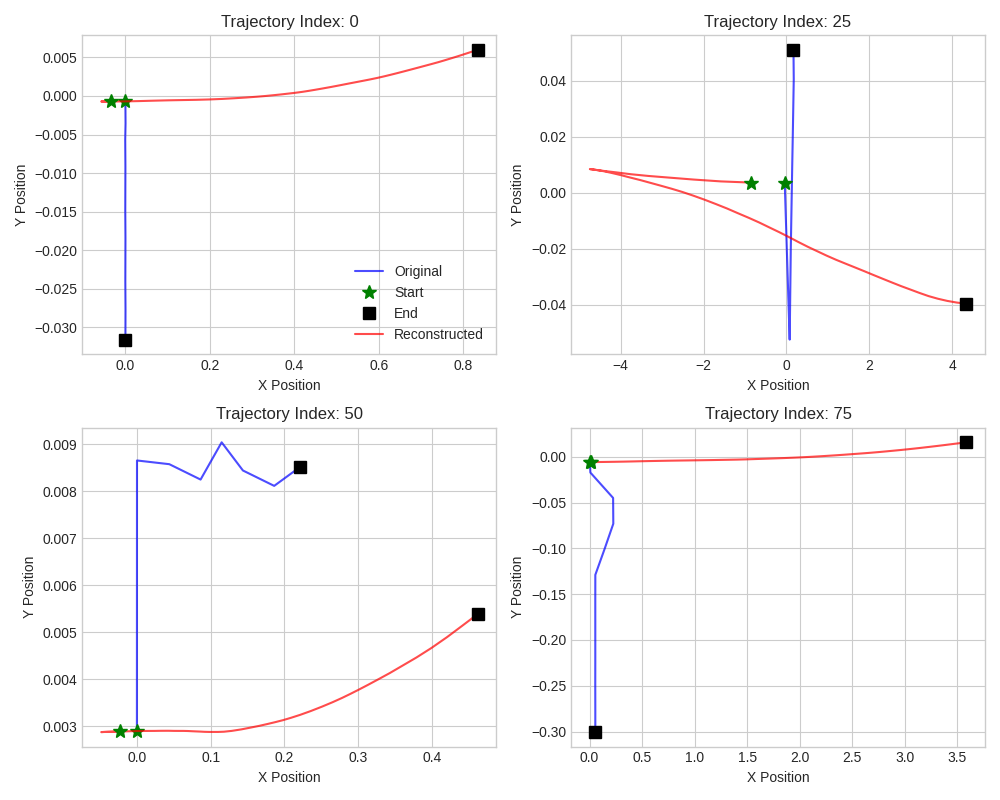 Trajectory Index: 0
Y Position
0.005
0.000
−0.005
−0.010
−0.015
−0.020
−0.025
−0.030
Original
Start
End
Reconstructed
0.0 0.2 0.4 0.6 0.8
X Position
Trajectory Index: 25
Y Position
0.04
0.02
0.00
−0.02
−0.04
−4 −2 0 2 4
X Position
Trajectory Index: 50
Y Position
0.009
0.008
0.007
0.006
0.005
0.004
0.003
0.0 0.1 0.2 0.3 0.4
X Position
Trajectory Index: 75
Y Position
0.00
−0.05
−0.10
−0.15
−0.20
−0.25
−0.30
0.0 0.5 1.0 1.5 2.0 2.5 3.0 3.5
X Position